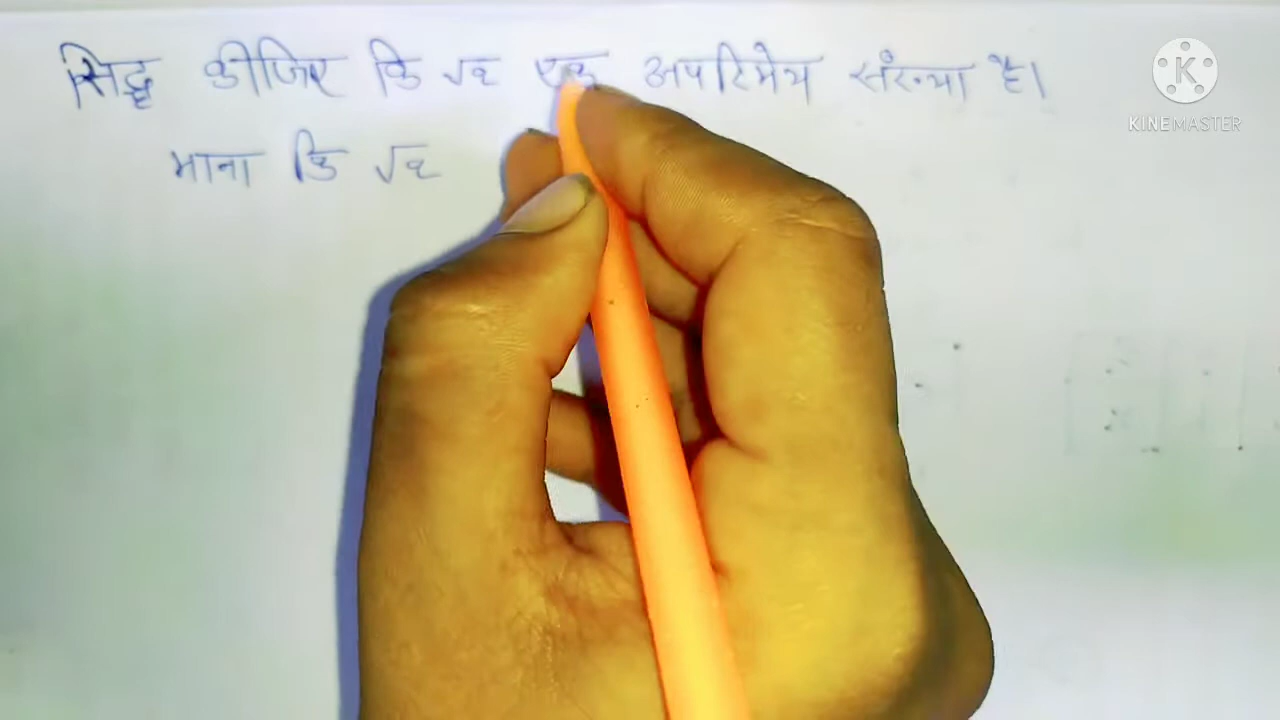 सिद्ध कीजिए कि √2 एक अपरिमेय संख्या है।
माना कि √2
K
KINEMASTER